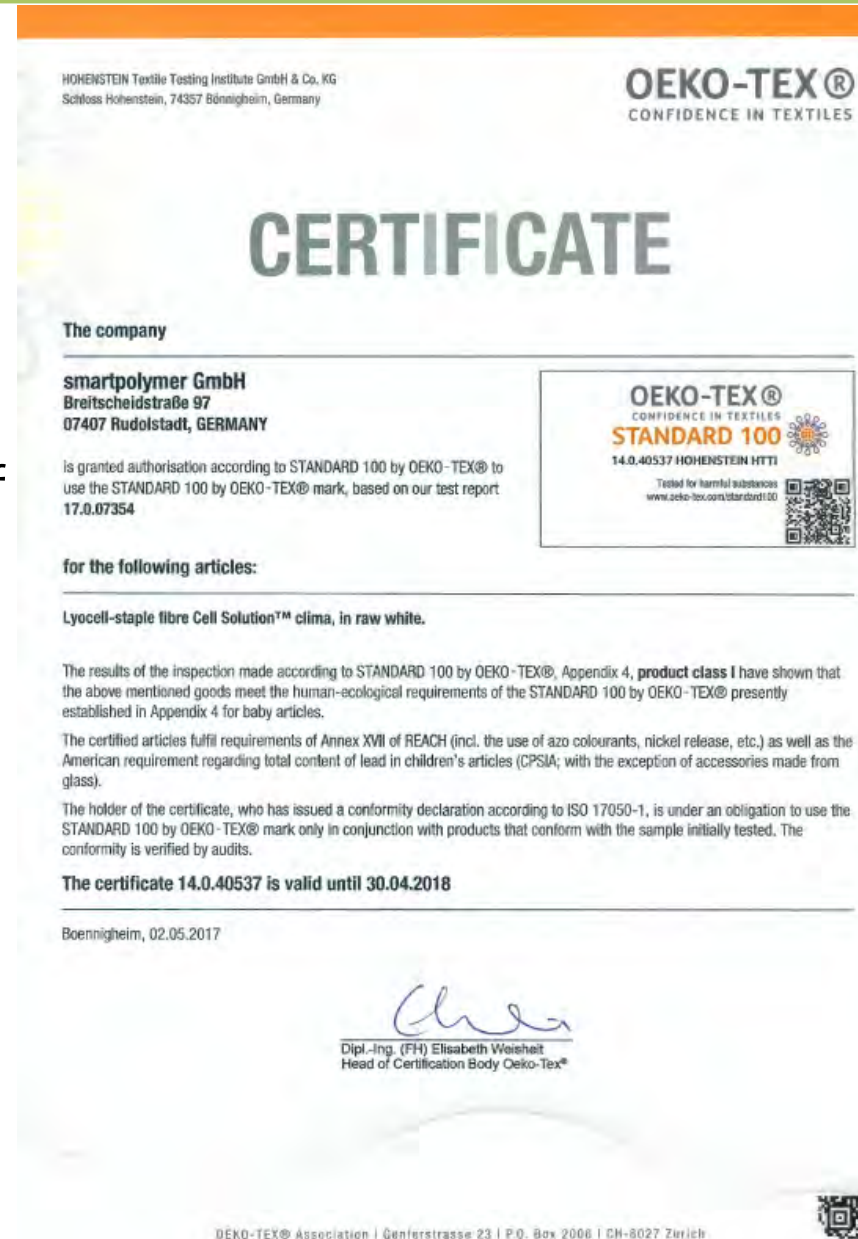 HOHENSTEIN Textile Testing Institute GmbH & Co. KG
Schloss Hohenstein, 74357 Bönnigheim, Germany
OEKO-TEX®
CONFIDENCE IN TEXTILES
CERTIFICATE
The company
smartpolymer GmbH
Breitscheidstraße 97
07407 Rudolstadt, GERMANY
is granted authorisation according to STANDARD 100 by OEKO-TEX® to
use the STANDARD 100 by OEKO-TEX® mark, based on our test report
17.0.07354
OEKO-TEX®
CONFIDENCE IN TEXTILES
STANDARD 100
14.0.40537 HOHENSTEIN HTTI
Tested for harmful substances
www.oeko-tex.com/standard100
for the following articles:
Lyocell-staple fibre Cell Solution™ clima, in raw white.
The results of the inspection made according to STANDARD 100 by OEKO-TEX®, Appendix 4, product class I have shown that
the above mentioned goods meet the human-ecological requirements of the STANDARD 100 by OEKO-TEX® presently
established in Appendix 4 for baby articles.
The certified articles fulfil requirements of Annex XVII of REACH (incl. the use of azo colourants, nickel release, etc.) as well as the
American requirement regarding total content of lead in children's articles (CPSIA; with the exception of accessories made from
glass).
The holder of the certificate, who has issued a conformity declaration according to ISO 17050-1, is under an obligation to use the
STANDARD 100 by OEKO-TEX® mark only in conjunction with products that conform with the sample initially tested. The
conformity is verified by audits.
The certificate 14.0.40537 is valid until 30.04.2018
Boennigheim, 02.05.2017
Dipl.-Ing. (FH) Elisabeth Weisheit
Head of Certification Body Oeko-Tex®
OEKO-TEX® Association | Genferstrasse 23 | P.O. Box 2006 | CH-8027 Zurich